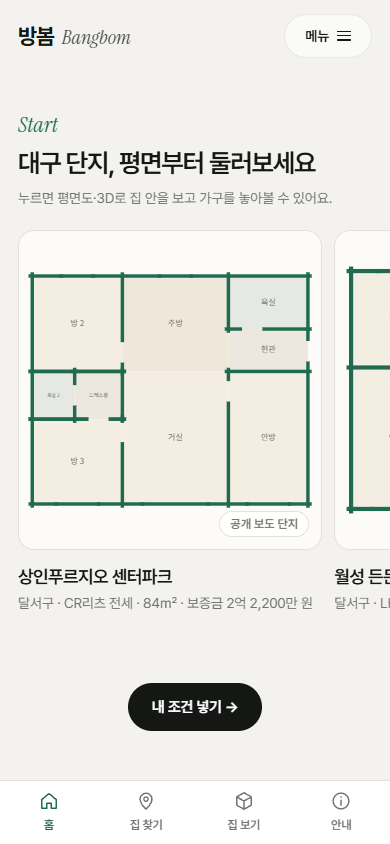 방봄 Bangbom
메뉴
Start
대구 단지, 평면부터 둘러보세요
누르면 평면도·3D로 집 안을 보고 가구를 놓아볼 수 있어요.
방 2
주방
욕실
현관
욕실 2
드레스룸
방 3
거실
안방
공개 보도 단지
상인푸르지오 센터파크
달서구 · CR리츠 전세 · 84m² · 보증금 2억 2,200만 원
월성 든든
달서구 · LH
내 조건 넣기 →
홈
집 찾기
집 보기
안내